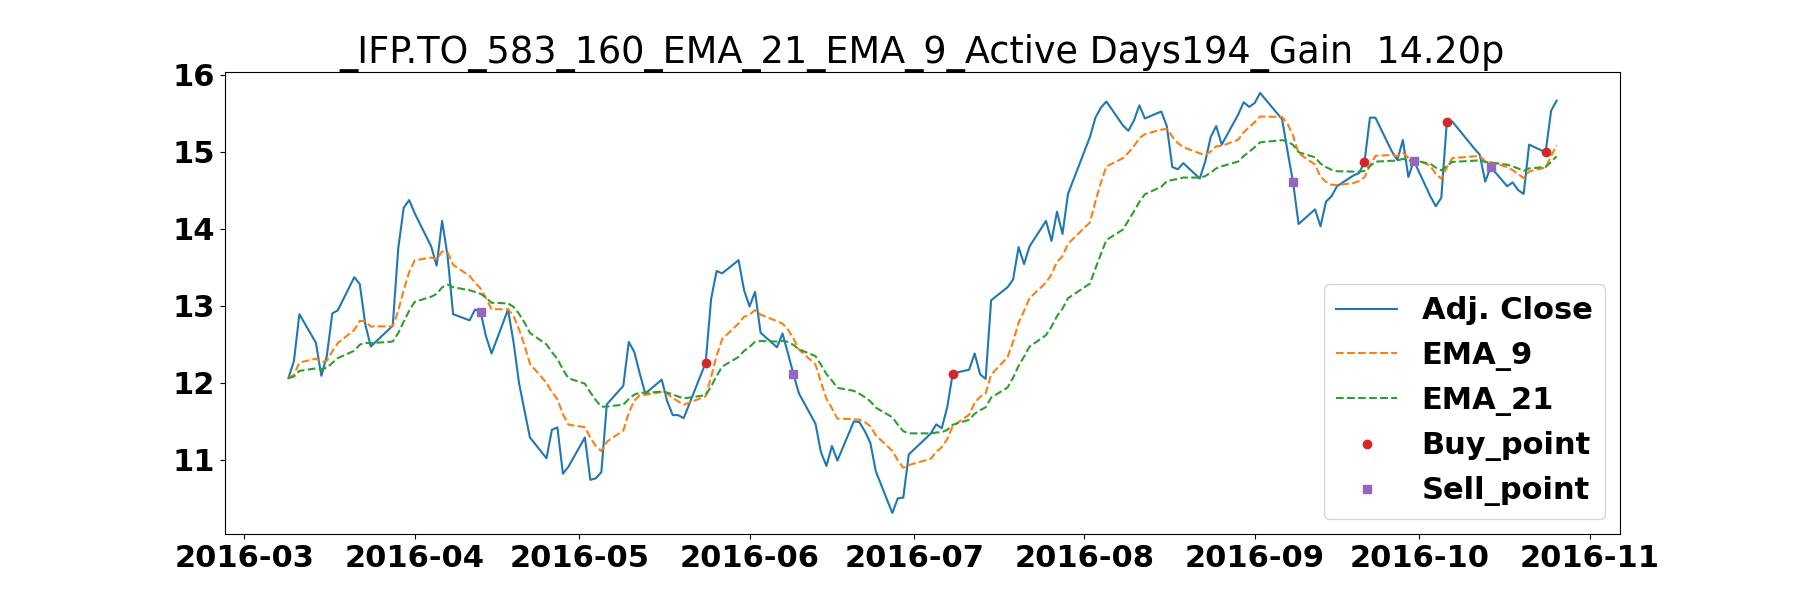 _IFP.TO_583_160_EMA_21_EMA_9_Active Days194_Gain  14.20p
16
15
14
13
12
11
Adj. Close
EMA_9
EMA_21
Buy_point
Sell_point
2016-03 2016-04 2016-05 2016-06 2016-07 2016-08 2016-09 2016-10 2016-11